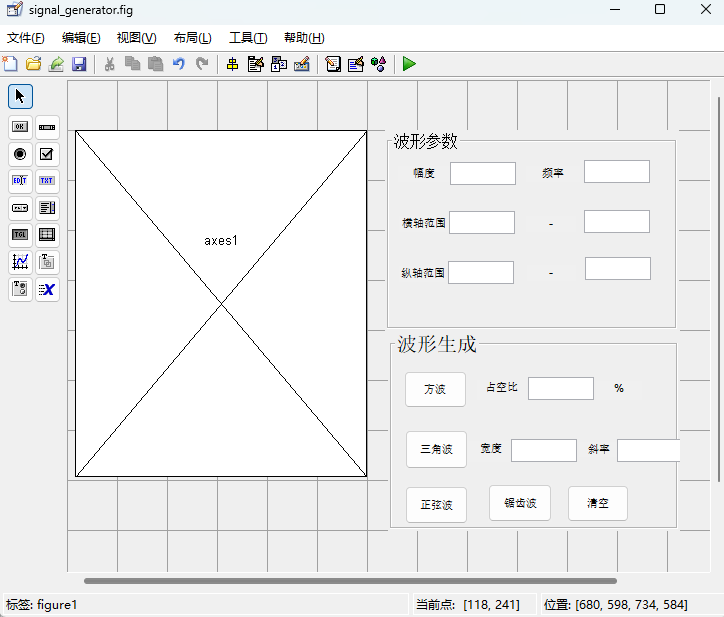 signal_generator.fig
文件(F) 编辑(E) 视图(V) 布局(L) 工具(T) 帮助(H)
OK
EDIT TXT
TGL
axes1
波形参数
幅度 频率
横轴范围 -
纵轴范围 -
波形生成
方波 占空比 %
三角波 宽度 斜率
正弦波 锯齿波 清空
标签: figure1 当前点: [118, 241] 位置: [680, 598, 734, 584]